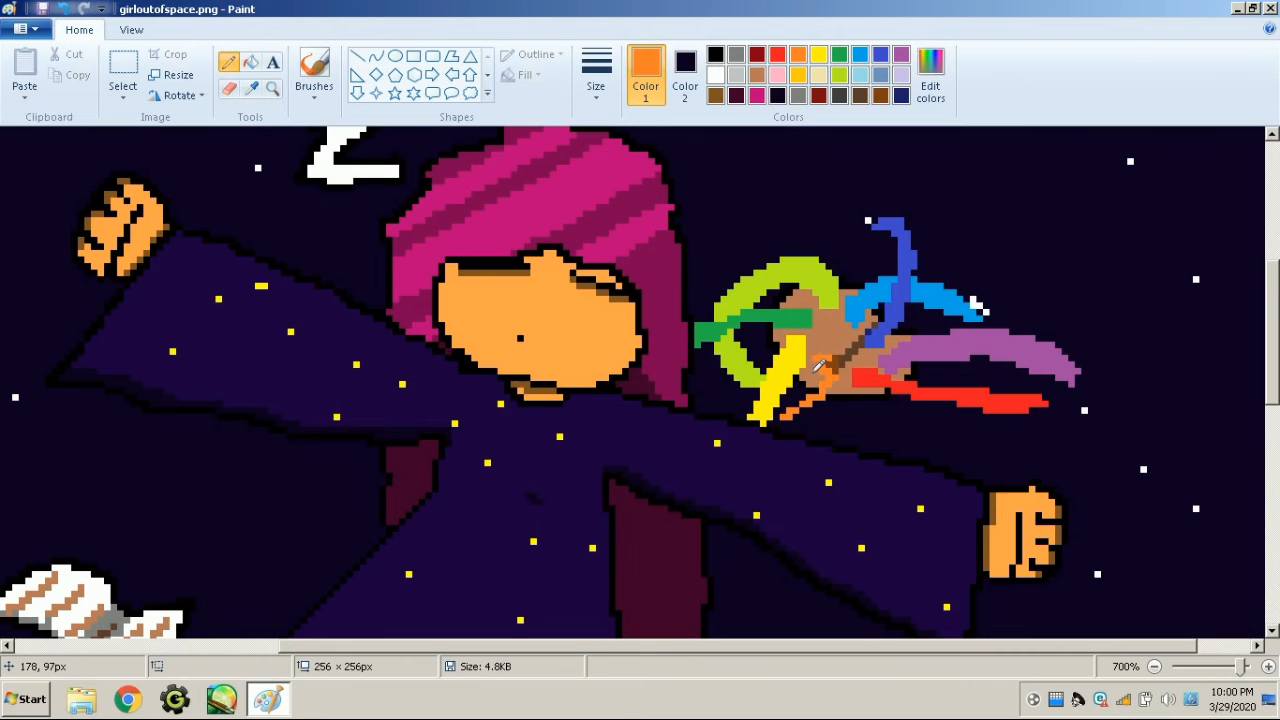 girloutofspace.png - Paint
Home View
Paste
Cut
Copy
Clipboard
Select
Crop
Resize
Rotate
Image
A
Tools
Brushes
Shapes
Outline
Fill
Size
Color 1
Color 2
Colors
Edit colors
178, 97px
256 × 256px
Size: 4.8KB
700%
Start
10:00 PM
3/29/2020